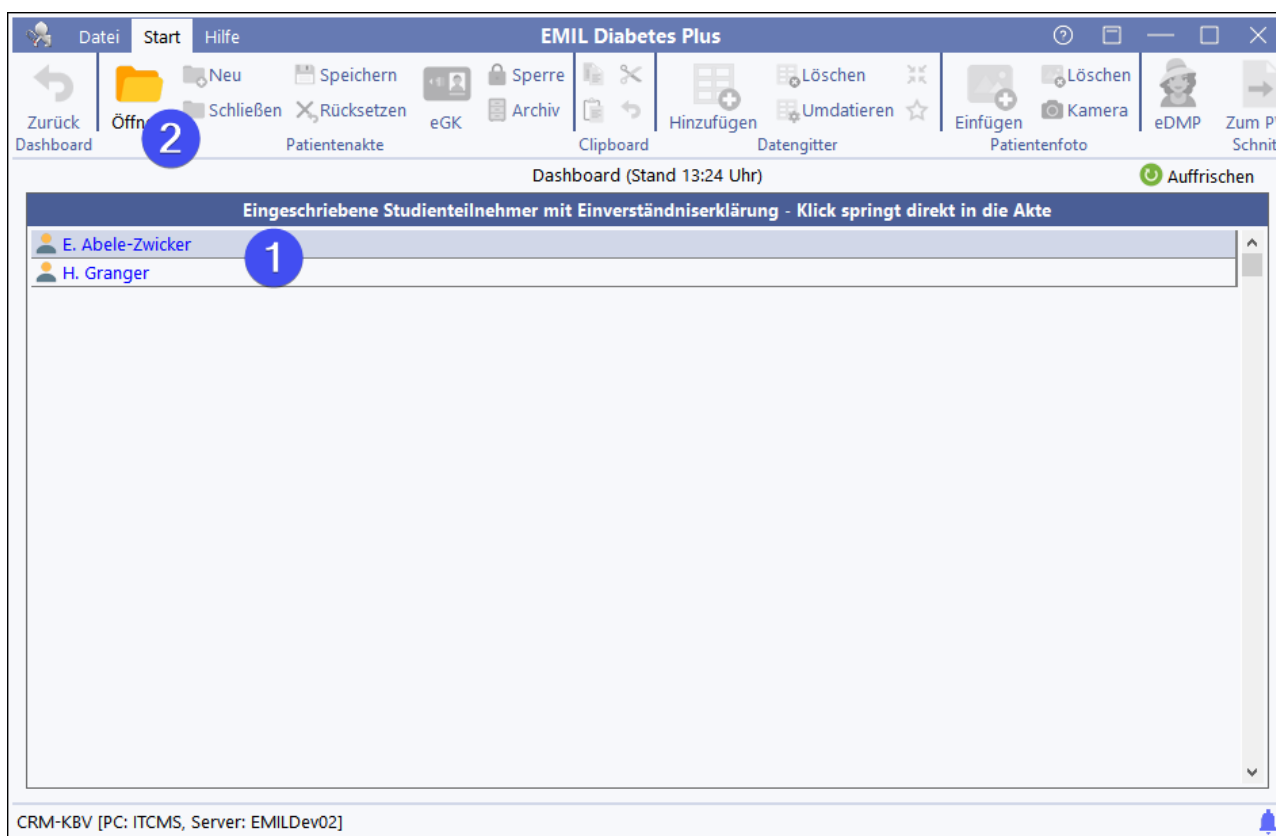 Datei Start Hilfe EMIL Diabetes Plus
Neu Speichern Sperre Löschen Löschen
Schließen Rücksetzen Archiv Umdatieren Kamera
Zurück eGK Hinzufügen Einfügen eDMP
Dashboard Patientenakte Clipboard Datengitter Patientenfoto
Dashboard (Stand 13:24 Uhr) Auffrischen
Eingeschriebene Studienteilnehmer mit Einverständniserklärung - Klick springt direkt in die Akte
E. Abele-Zwicker
H. Granger
1
2
CRM-KBV [PC: ITCMS, Server: EMILDev02]